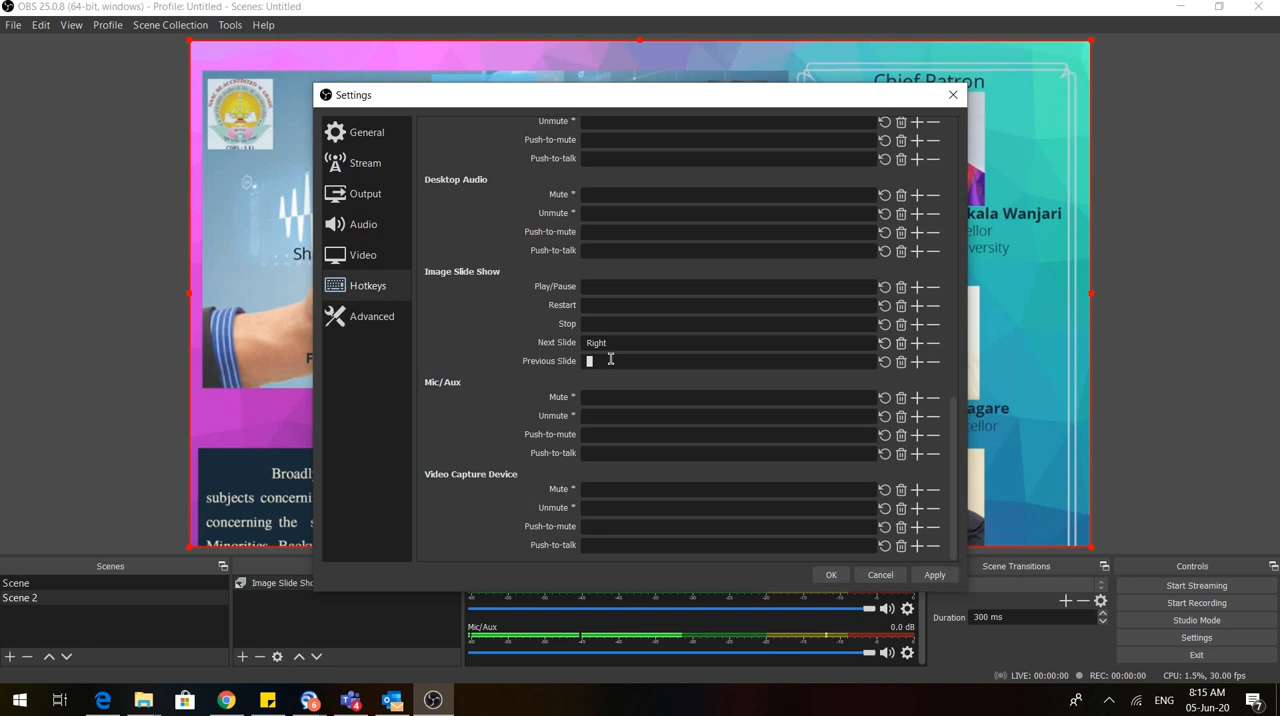 OBS 25.0.8 (64-bit, windows) - Profile: Untitled - Scenes: Untitled
File Edit View Profile Scene Collection Tools Help
Chief Patron
Settings
General
Stream
Output
Audio
Video
Hotkeys
Advanced
Unmute *
Push-to-mute
Push-to-talk
Desktop Audio
Mute *
Unmute *
Push-to-mute
Push-to-talk
Image Slide Show
Play/Pause
Restart
Stop
Next Slide Right
Previous Slide
Mic/Aux
Mute *
Unmute *
Push-to-mute
Push-to-talk
Video Capture Device
Mute *
Unmute *
Push-to-mute
Push-to-talk
OK Cancel Apply
Sh
kala Wanjari
ellor
niversity
agare
cellor
Broadl
subjects concerni
concerning the s
Scenes
Scene
Scene 2
Image Slide Sho
Mic/Aux 0.0 dB
Scene Transitions
Duration 300 ms
Controls
Start Streaming
Start Recording
Studio Mode
Settings
Exit
LIVE: 00:00:00 REC: 00:00:00 CPU: 1.5%, 30.00 fps
ENG
8:15 AM
05-Jun-20